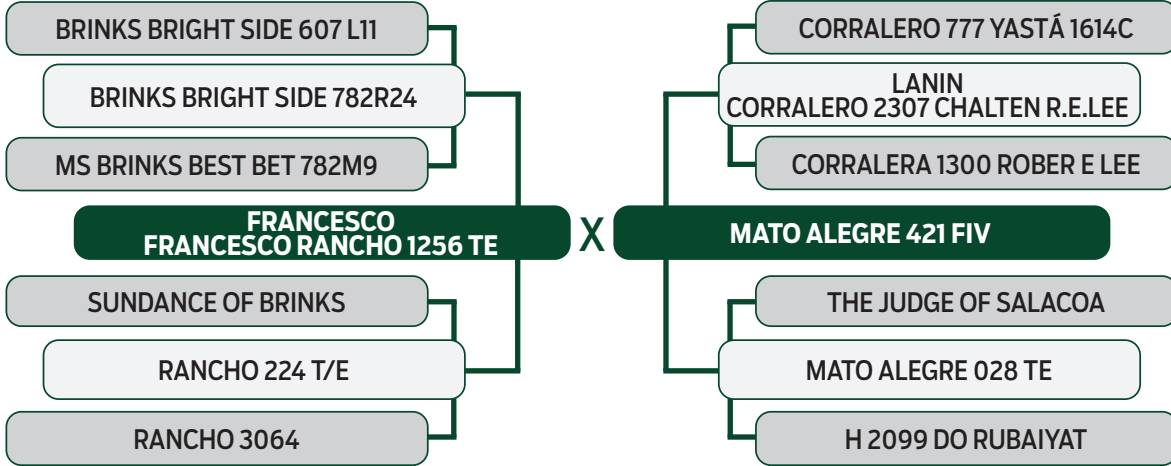 BRINKS BRIGHT SIDE 607 L11
BRINKS BRIGHT SIDE 782R24
MS BRINKS BEST BET 782M9
FRANCESCO
FRANCESCO RANCHO 1256 TE
SUNDANCE OF BRINKS
RANCHO 224 T/E
RANCHO 3064
X
CORRALERO 777 YASTÁ 1614C
LANIN
CORRALERO 2307 CHALTEN R.E.LEE
CORRALERA 1300 ROBER E LEE
MATO ALEGRE 421 FIV
THE JUDGE OF SALACOA
MATO ALEGRE 028 TE
H 2099 DO RUBAIYAT